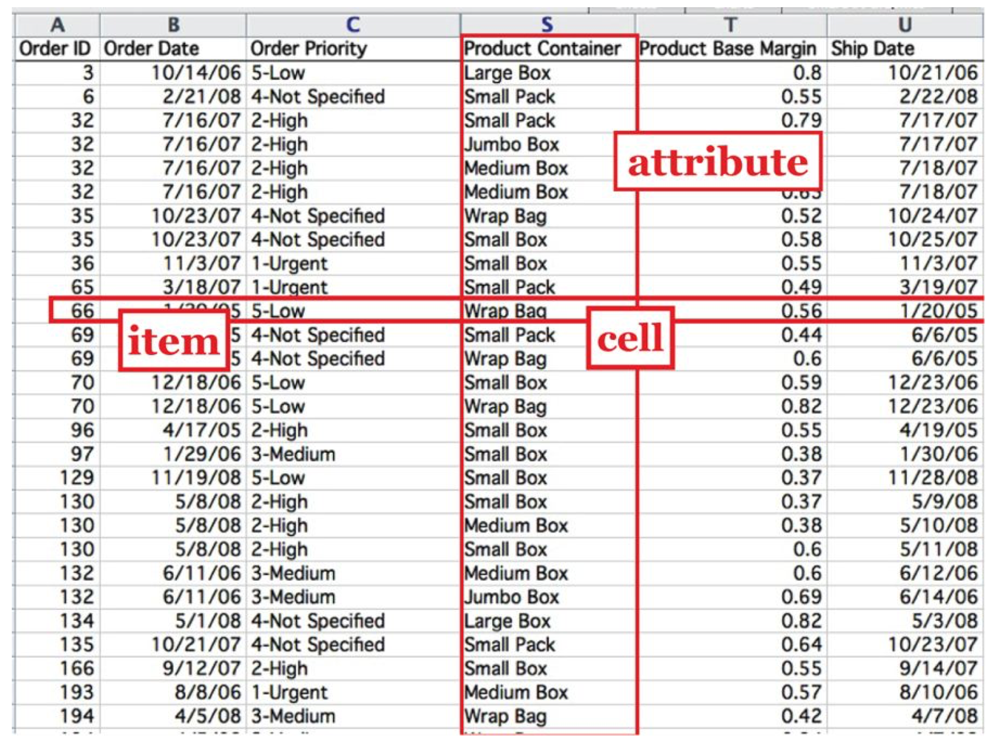 A B C S T U
Order ID Order Date Order Priority Product Container Product Base Margin Ship Date
3 10/14/06 5-Low Large Box 0.8 10/21/06
6 2/21/08 4-Not Specified Small Pack 0.55 2/22/08
32 7/16/07 2-High Small Pack 0.79 7/17/07
32 7/16/07 2-High Jumbo Box 7/17/07
attribute
32 7/16/07 2-High Medium Box 7/18/07
32 7/16/07 2-High Medium Box 7/18/07
35 10/23/07 4-Not Specified Wrap Bag 0.52 10/24/07
35 10/23/07 4-Not Specified Small Box 0.58 10/25/07
36 11/3/07 1-Urgent Small Box 0.55 11/3/07
65 3/18/07 1-Urgent Small Pack 0.49 3/19/07
66 5-Low Wrap Bag 0.56 1/20/05
item cell
69 5 4-Not Specified Small Pack 0.44 6/6/05
69 5 4-Not Specified Wrap Bag 0.6 6/6/05
70 12/18/06 5-Low Small Box 0.59 12/23/06
70 12/18/06 5-Low Wrap Bag 0.82 12/23/06
96 4/17/05 2-High Small Box 0.55 4/19/05
97 1/29/06 3-Medium Small Box 0.38 1/30/06
129 11/19/08 5-Low Small Box 0.37 11/28/08
130 5/8/08 2-High Small Box 0.37 5/9/08
130 5/8/08 2-High Medium Box 0.38 5/10/08
130 5/8/08 2-High Small Box 0.6 5/11/08
132 6/11/06 3-Medium Medium Box 0.6 6/12/06
132 6/11/06 3-Medium Jumbo Box 0.69 6/14/06
134 5/1/08 4-Not Specified Large Box 0.82 5/3/08
135 10/21/07 4-Not Specified Small Pack 0.64 10/23/07
166 9/12/07 2-High Small Box 0.55 9/14/07
193 8/8/06 1-Urgent Medium Box 0.57 8/10/06
194 4/5/08 3-Medium Wrap Bag 0.42 4/7/08